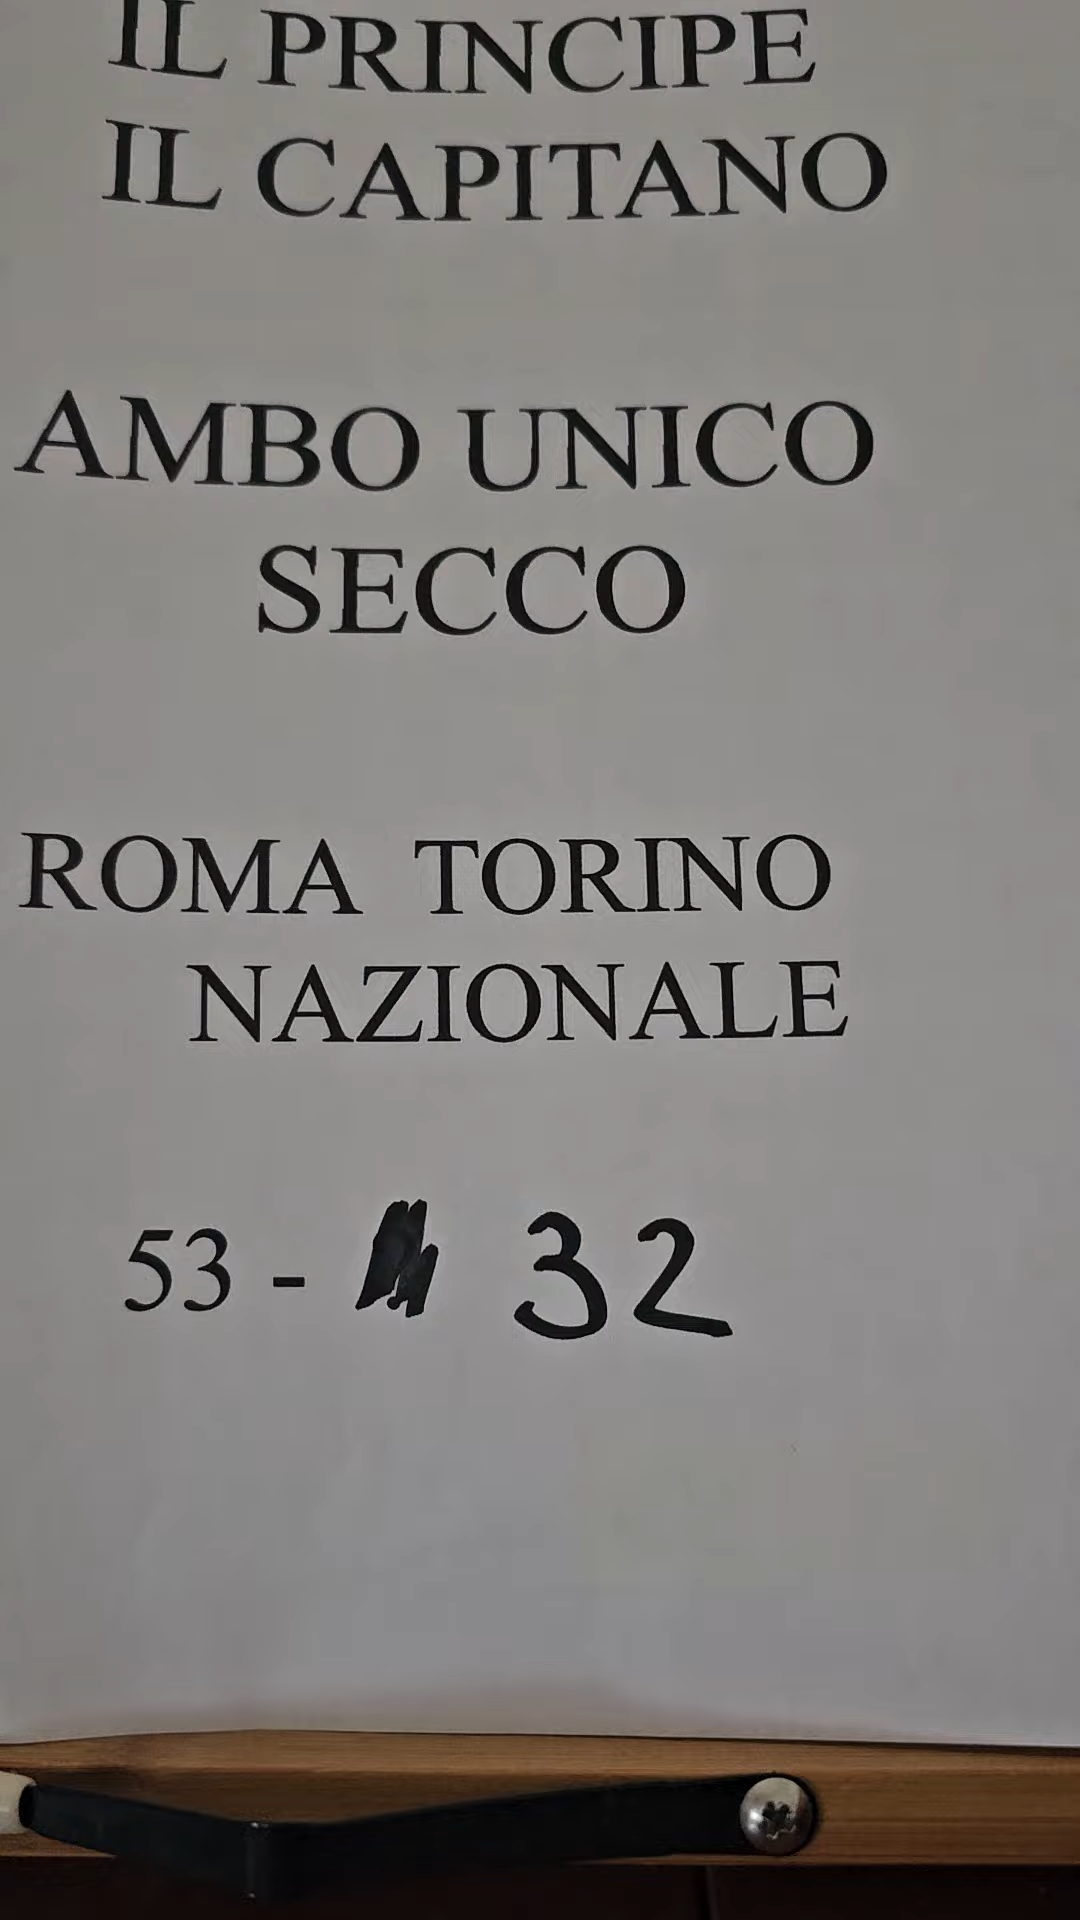 IL PRINCIPE
IL CAPITANO
AMBO UNICO
SECCO
ROMA TORINO
NAZIONALE
53 - 32